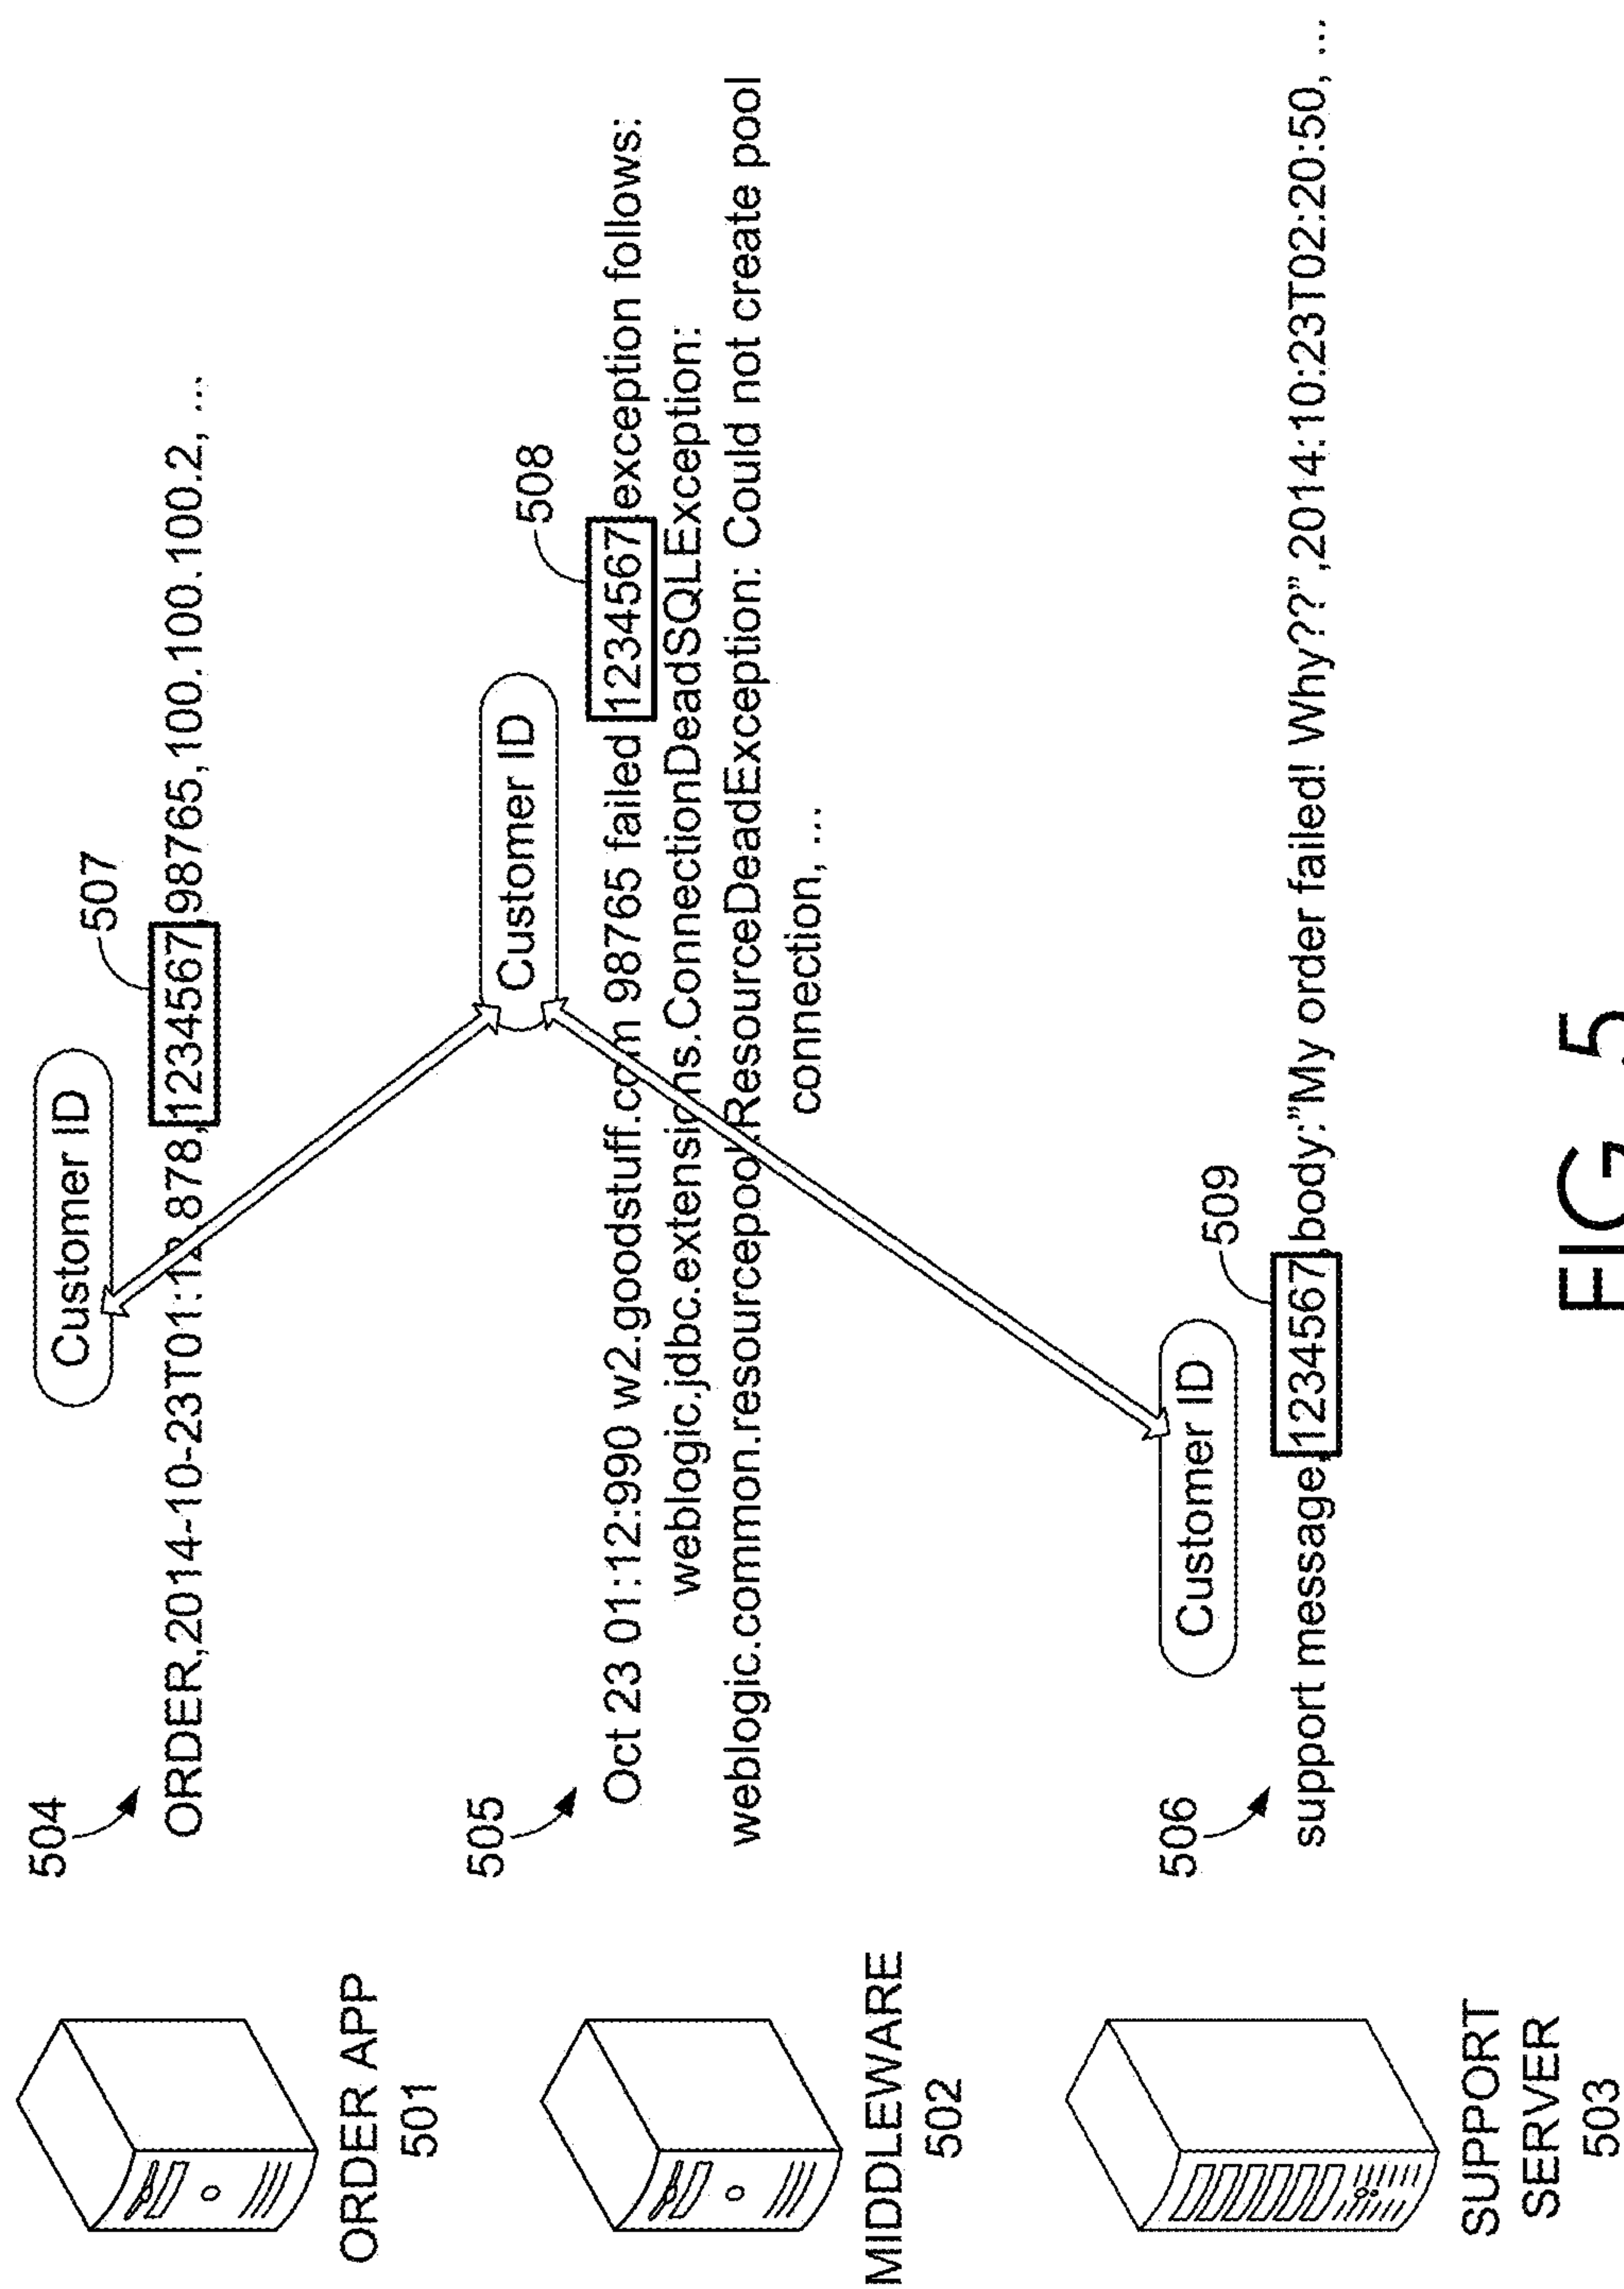 ORDER APP
501
504
Customer ID
507
ORDER,2014-10-23T01:12.878,1234567,98765,100.100.100.2, ...
MIDDLEWARE
502
505
Customer ID
508
Oct 23 01:12:990 w2.goodstuff.com 98765 failed 1234567 exception follows:
weblogic.jdbc.extensions.ConnectionDeadSQLException:
weblogic.common.resourcepool.ResourceDeadException: Could not create pool
connection, ...
SUPPORT
SERVER
503
506
Customer ID
509
support message,1234567,body:"My order failed! Why??",2014:10:23T02:20:50, ...
FIG. 5